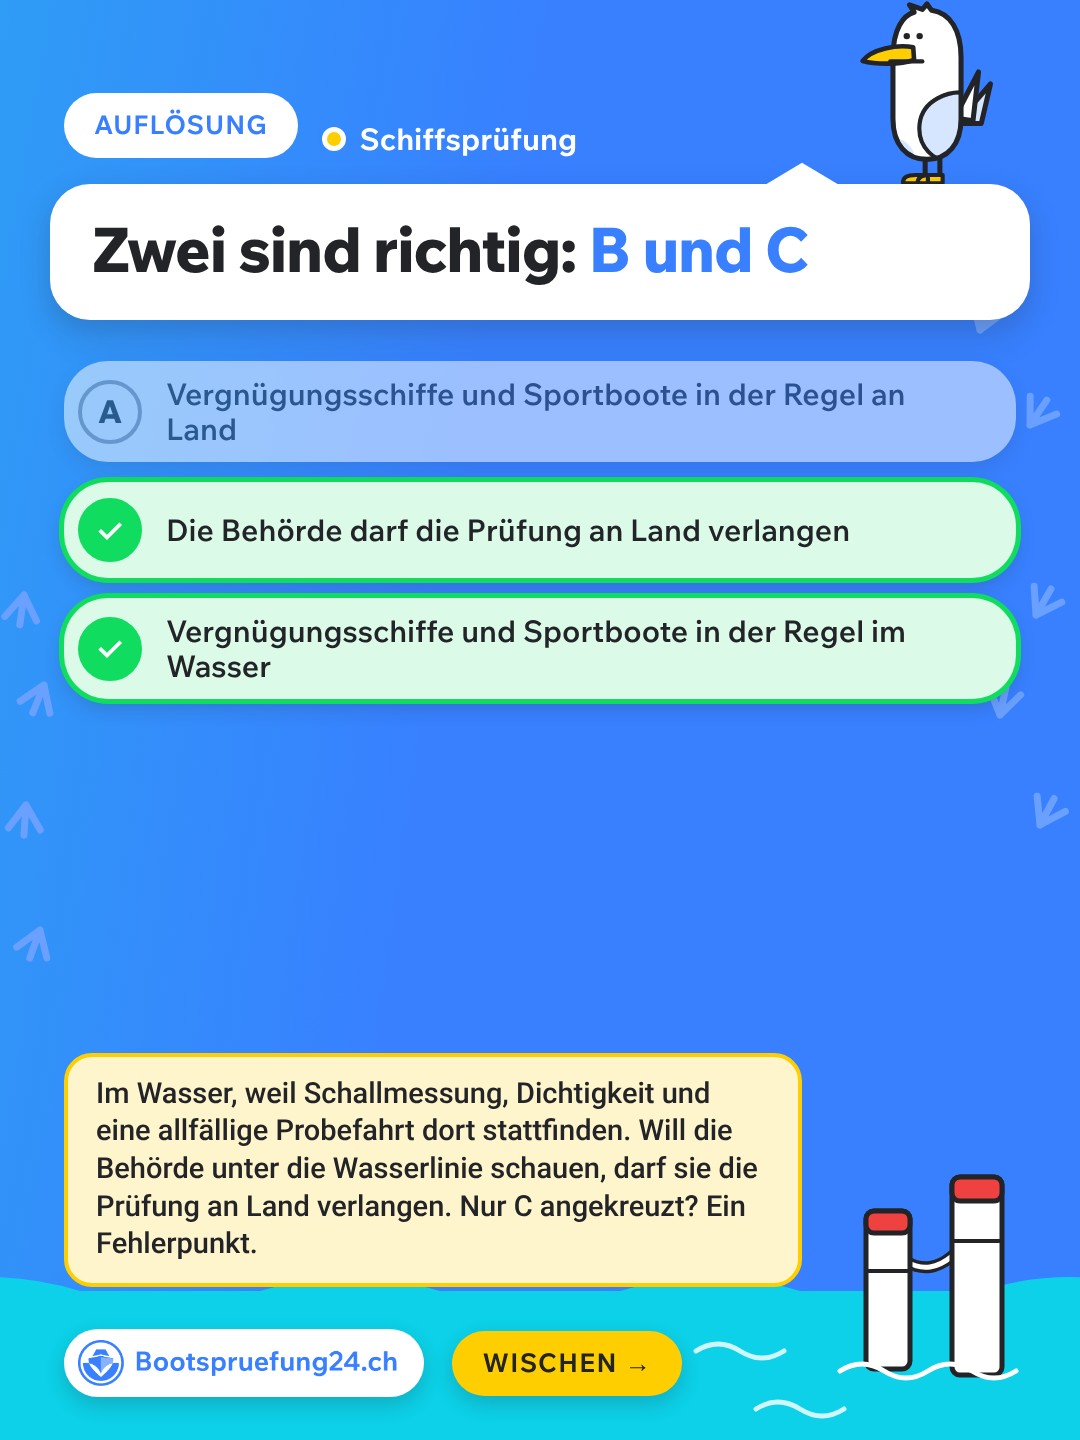 AUFLÖSUNG
Schiffsprüfung
Zwei sind richtig: B und C
A
Vergnügungsschiffe und Sportboote in der Regel an
Land
Die Behörde darf die Prüfung an Land verlangen
Vergnügungsschiffe und Sportboote in der Regel im
Wasser
Im Wasser, weil Schallmessung, Dichtigkeit und
eine allfällige Probefahrt dort stattfinden. Will die
Behörde unter die Wasserlinie schauen, darf sie die
Prüfung an Land verlangen. Nur C angekreuzt? Ein
Fehlerpunkt.
Bootspruefung24.ch
WISCHEN →